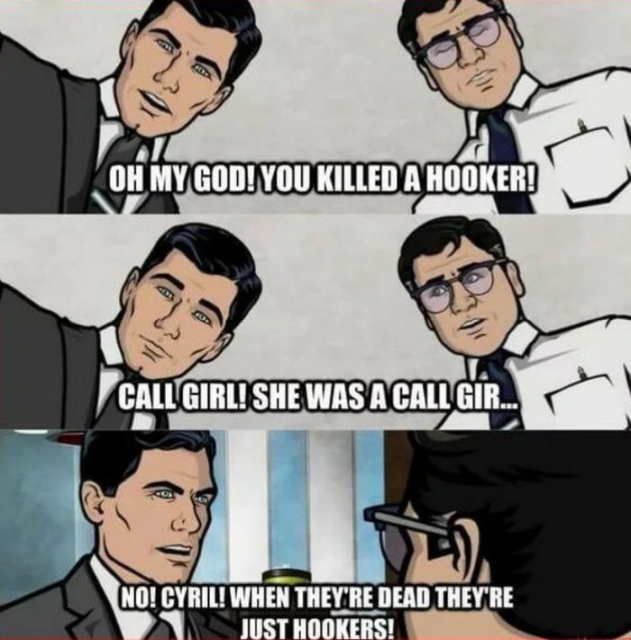 OH MY GOD! YOU KILLED A HOOKER!
CALL GIRL! SHE WAS A CALL GIR...
NO! CYRIL! WHEN THEY'RE DEAD THEY'RE
JUST HOOKERS!